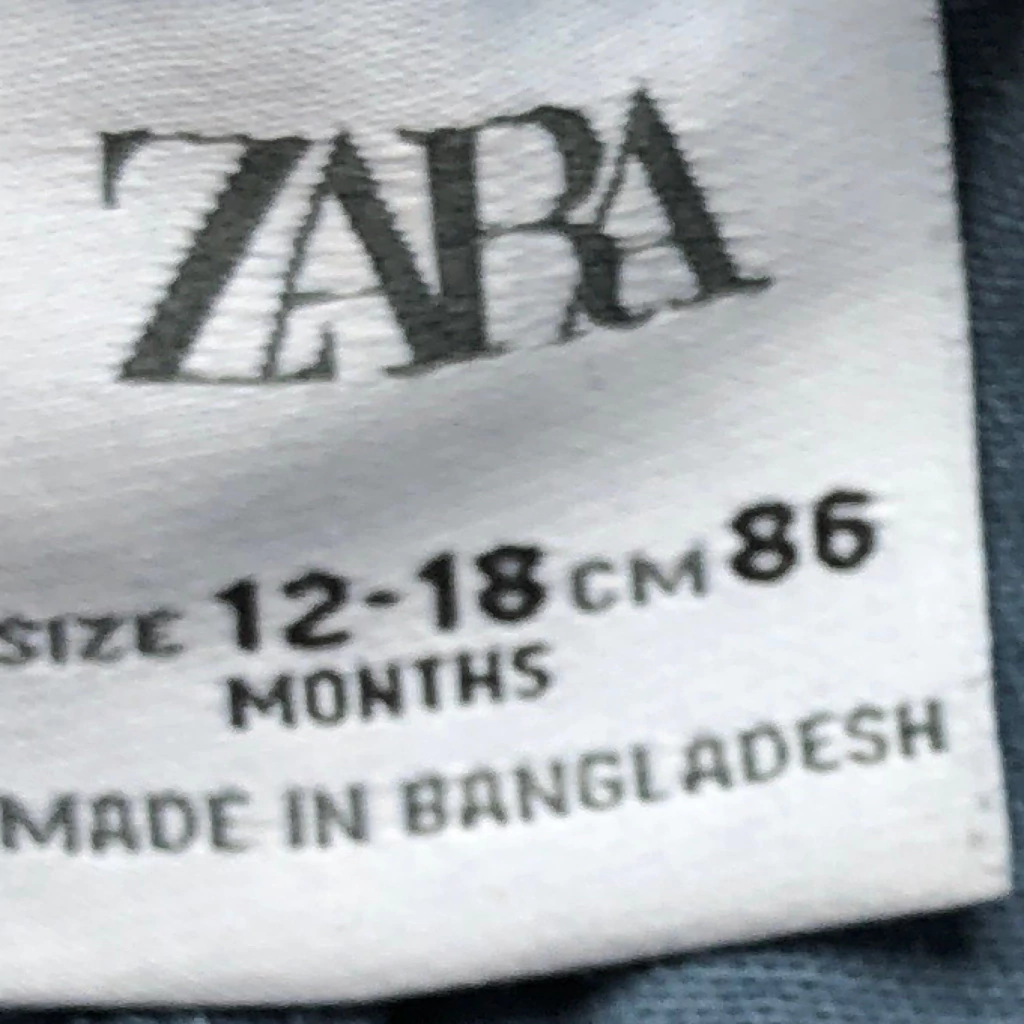 ZARA
SIZE 12-18 CM 86
MONTHS
MADE IN BANGLADESH